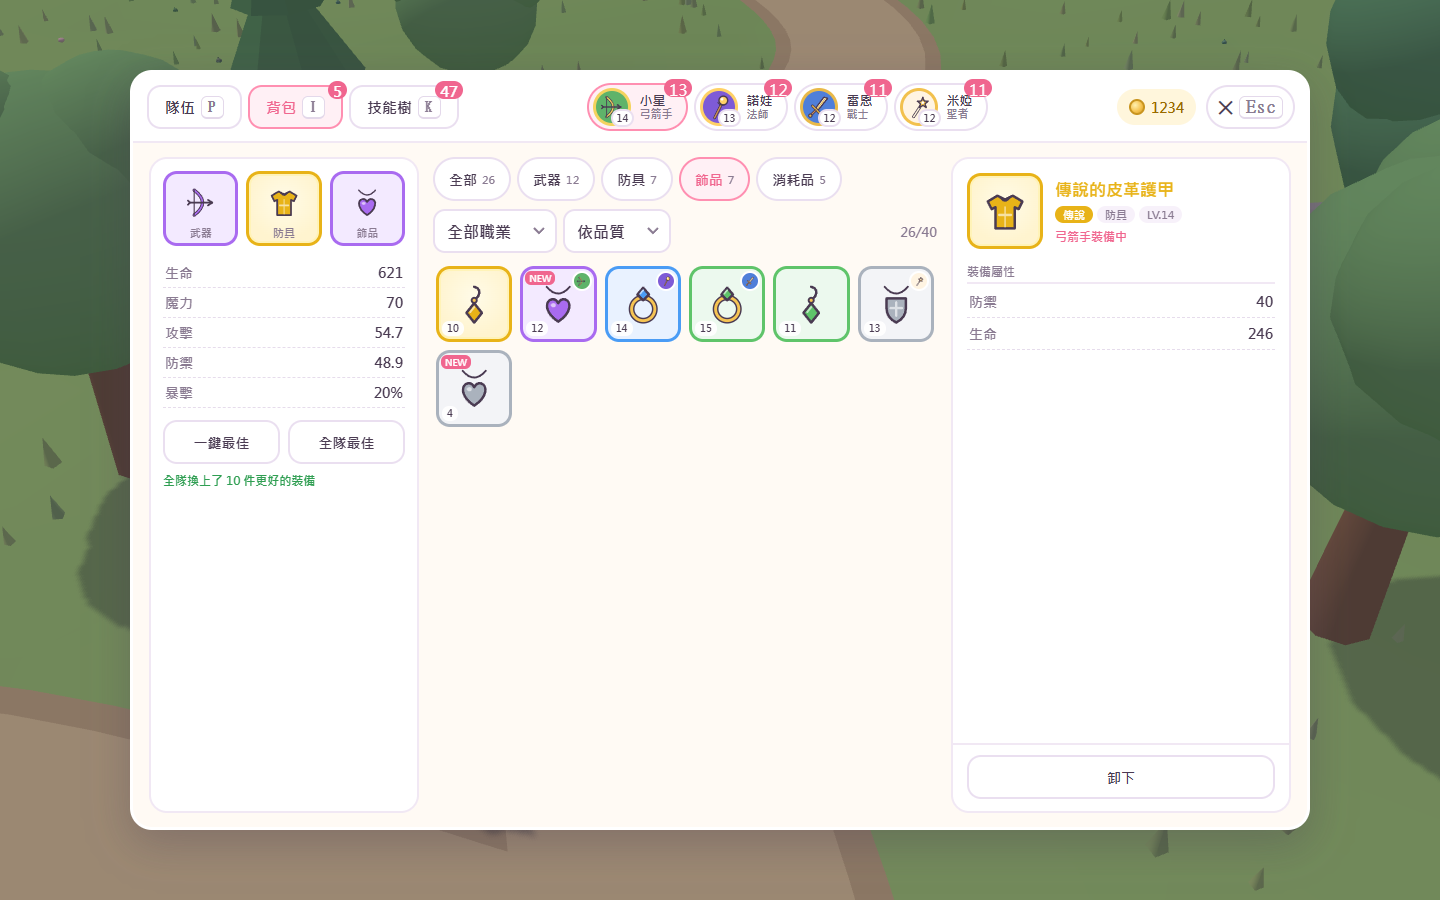 隊伍 P
背包 I 5
技能樹 K 47
小星 弓箭手 14 13
諾娃 法師 13 12
雷恩 戰士 12 11
米婭 聖者 12 11
1234
Esc
武器
防具
飾品
生命 621
魔力 70
攻擊 54.7
防禦 48.9
暴擊 20%
一鍵最佳
全隊最佳
全隊換上了 10 件更好的裝備
全部 26
武器 12
防具 7
飾品 7
消耗品 5
全部職業
依品質
26/40
10
NEW 12
14
15
11
13
NEW 4
傳說的皮革護甲
傳說 防具 LV.14
弓箭手裝備中
裝備屬性
防禦 40
生命 246
卸下